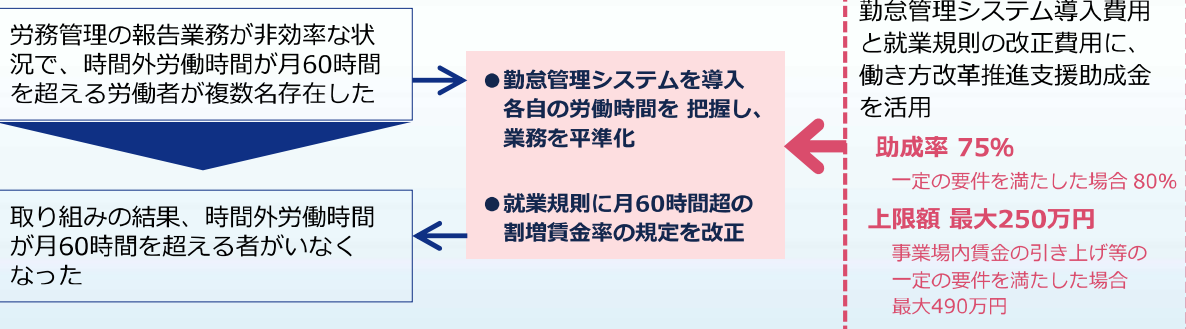 労務管理の報告業務が非効率な状
況で、時間外労働時間が月60時間
を超える労働者が複数名存在した
●勤怠管理システムを導入
各自の労働時間を 把握し、
業務を平準化
●就業規則に月60時間超の
割増賃金率の規定を改正
取り組みの結果、時間外労働時間
が月60時間を超える者がいなく
なった
勤怠管理システム導入費用
と就業規則の改正費用に、
働き方改革推進支援助成金
を活用
助成率 75%
一定の要件を満たした場合 80%
上限額 最大250万円
事業場内賃金の引き上げ等の
一定の要件を満たした場合
最大490万円